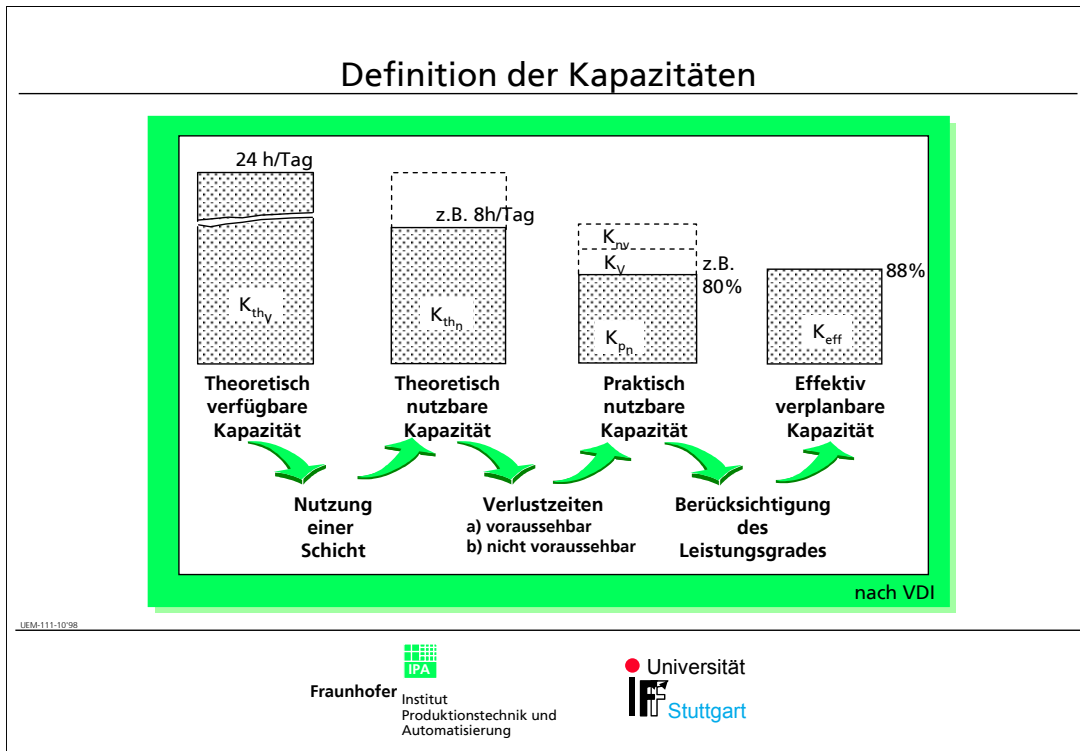 Definition der Kapazitäten
24 h/Tag
z.B. 8h/Tag
K_nv
K_V
z.B.
80%
88%
K_thv
K_thn
K_pn
K_eff
Theoretisch
verfügbare
Kapazität
Theoretisch
nutzbare
Kapazität
Praktisch
nutzbare
Kapazität
Effektiv
verplanbare
Kapazität
Nutzung
einer
Schicht
Verlustzeiten
a) voraussehbar
b) nicht voraussehbar
Berücksichtigung
des
Leistungsgrades
nach VDI
UEM-111-10'98
IPA
Fraunhofer Institut
Produktionstechnik und
Automatisierung
Universität
IFF
Stuttgart